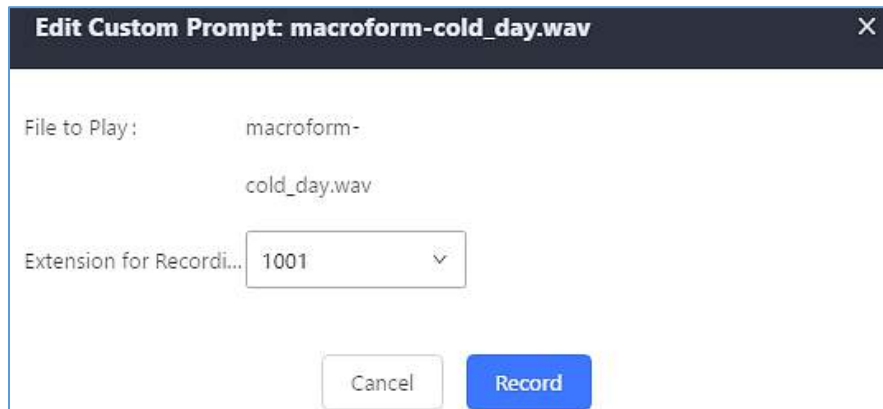 Edit Custom Prompt: macroform-cold_day.wav
File to Play :
macroform-
cold_day.wav
Extension for Recordi...
1001
Cancel
Record